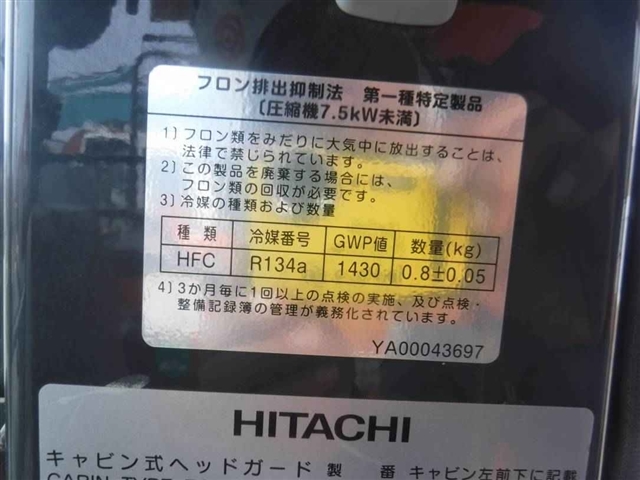 フロン排出抑制法　第一種特定製品
〔圧縮機7.5kW未満〕
1〕フロン類をみだりに大気中に放出することは、
法律で禁じられています。
2〕この製品を廃棄する場合には、
フロン類の回収が必要です。
3〕冷媒の種類および数量
種類 冷媒番号 GWP値 数量(kg)
HFC R134a 1430 0.8±0.05
4〕3か月毎に1回以上の点検の実施、及び点検・
整備記録簿の管理が義務化されています。
YA00043697
HITACHI
キャビン式ヘッドガード 製 番 キャビン左前下に記載
CABIN TYPE